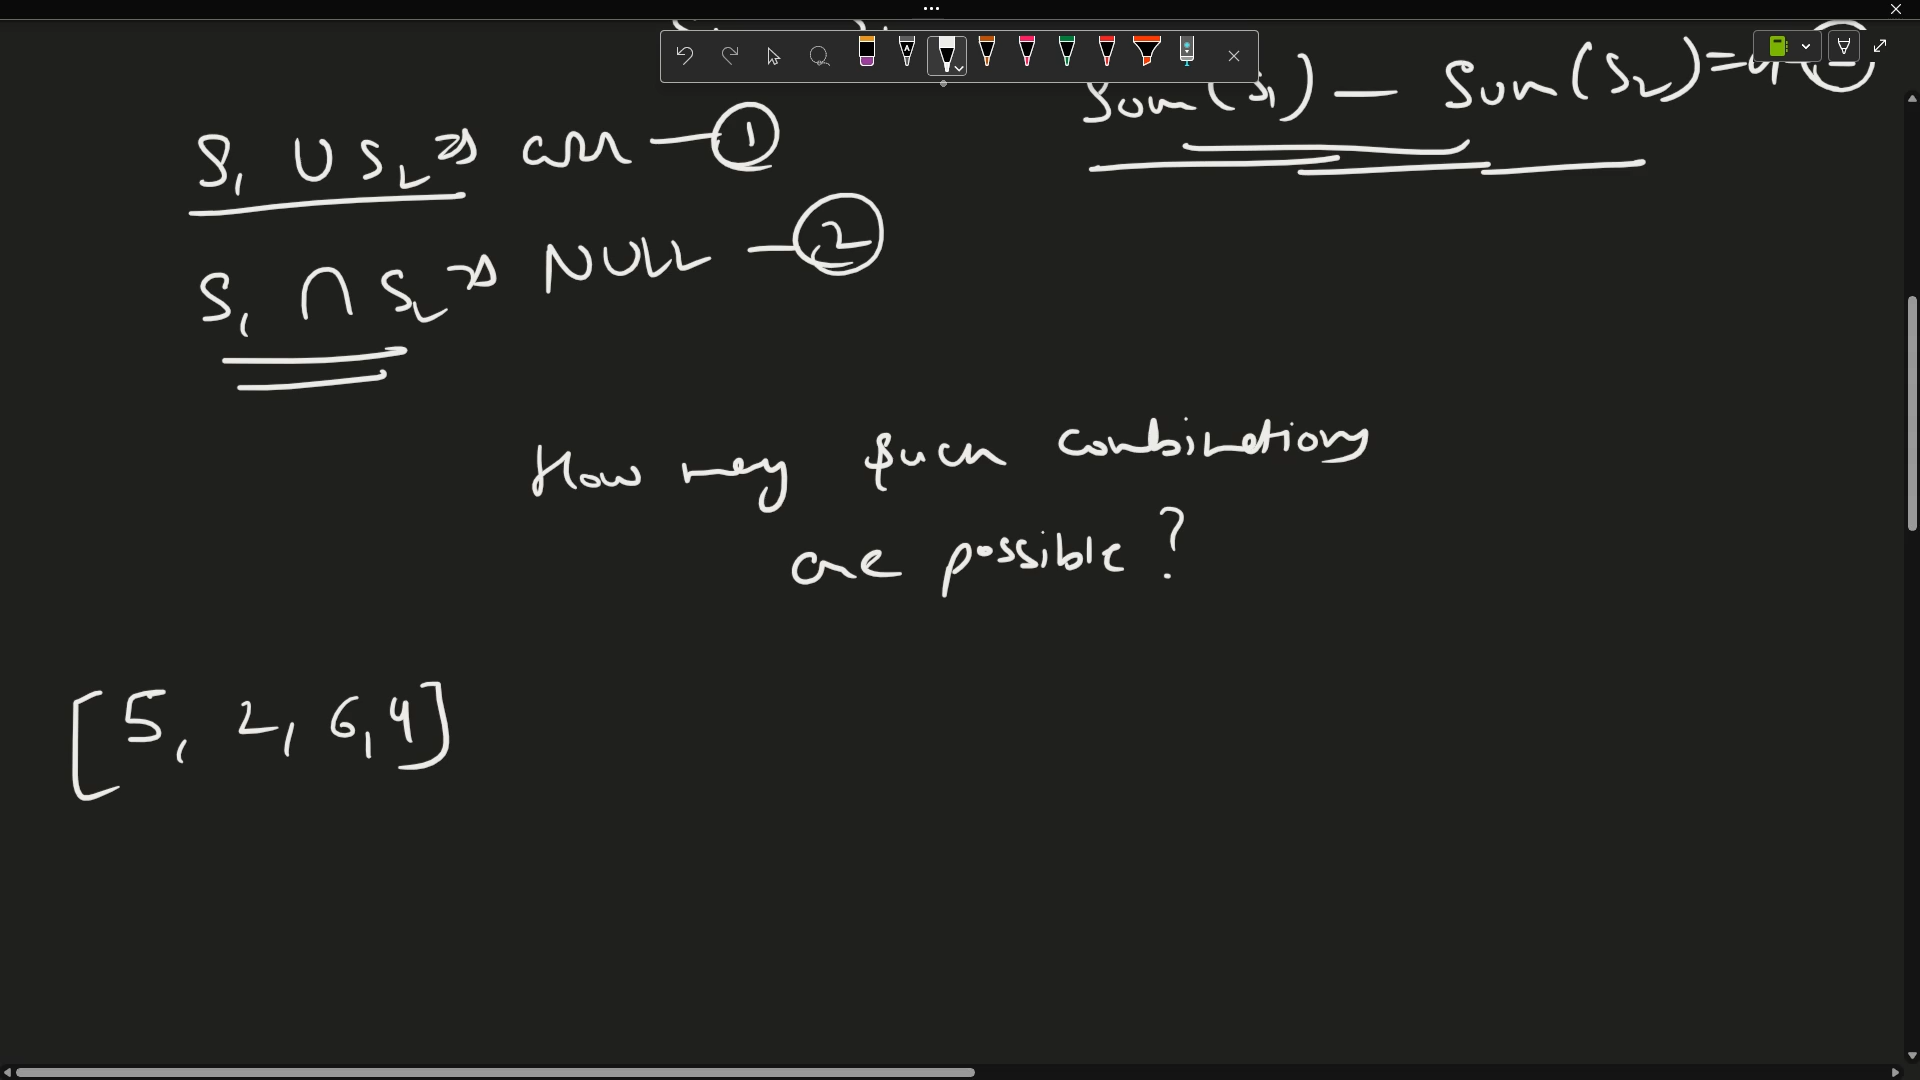 Sum(S₁) — Sum(S₂) =
S₁ ∪ S₂ ⇒ arr — ①
S₁ ∩ S₂ ⇒ NULL — ②
How many such combinations
are possible ?
[5, 2, 6, 4]